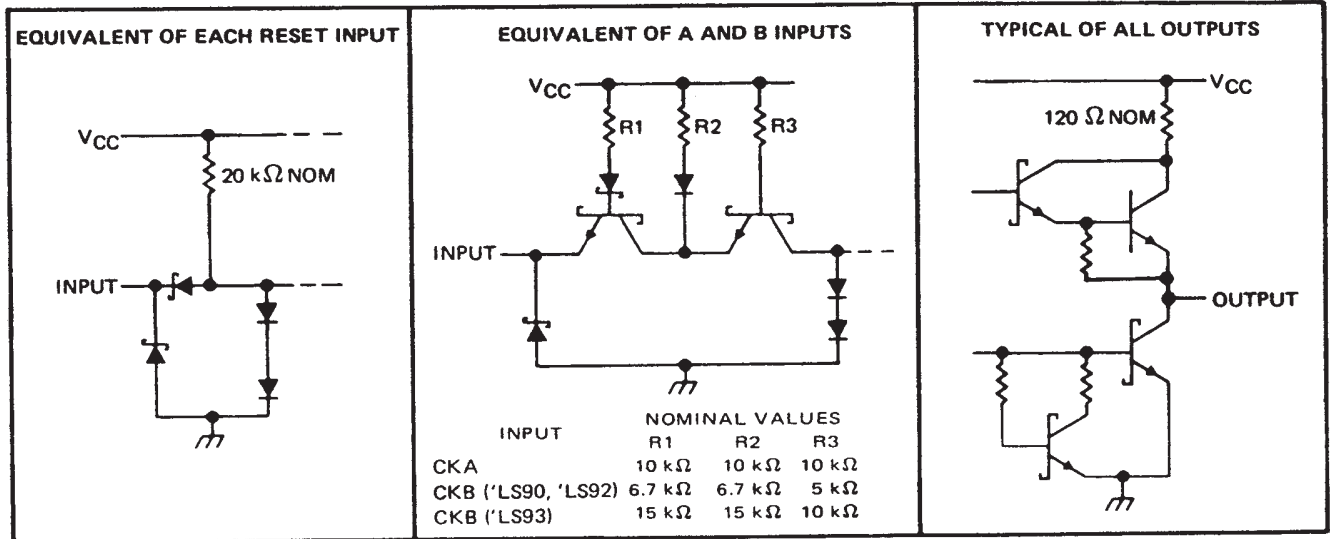 EQUIVALENT OF EACH RESET INPUT
VCC
20 kΩ NOM
INPUT
EQUIVALENT OF A AND B INPUTS
VCC
R1
R2
R3
INPUT
NOMINAL VALUES
INPUT R1 R2 R3
CKA 10 kΩ 10 kΩ 10 kΩ
CKB ('LS90, 'LS92) 6.7 kΩ 6.7 kΩ 5 kΩ
CKB ('LS93) 15 kΩ 15 kΩ 10 kΩ
TYPICAL OF ALL OUTPUTS
VCC
120 Ω NOM
OUTPUT